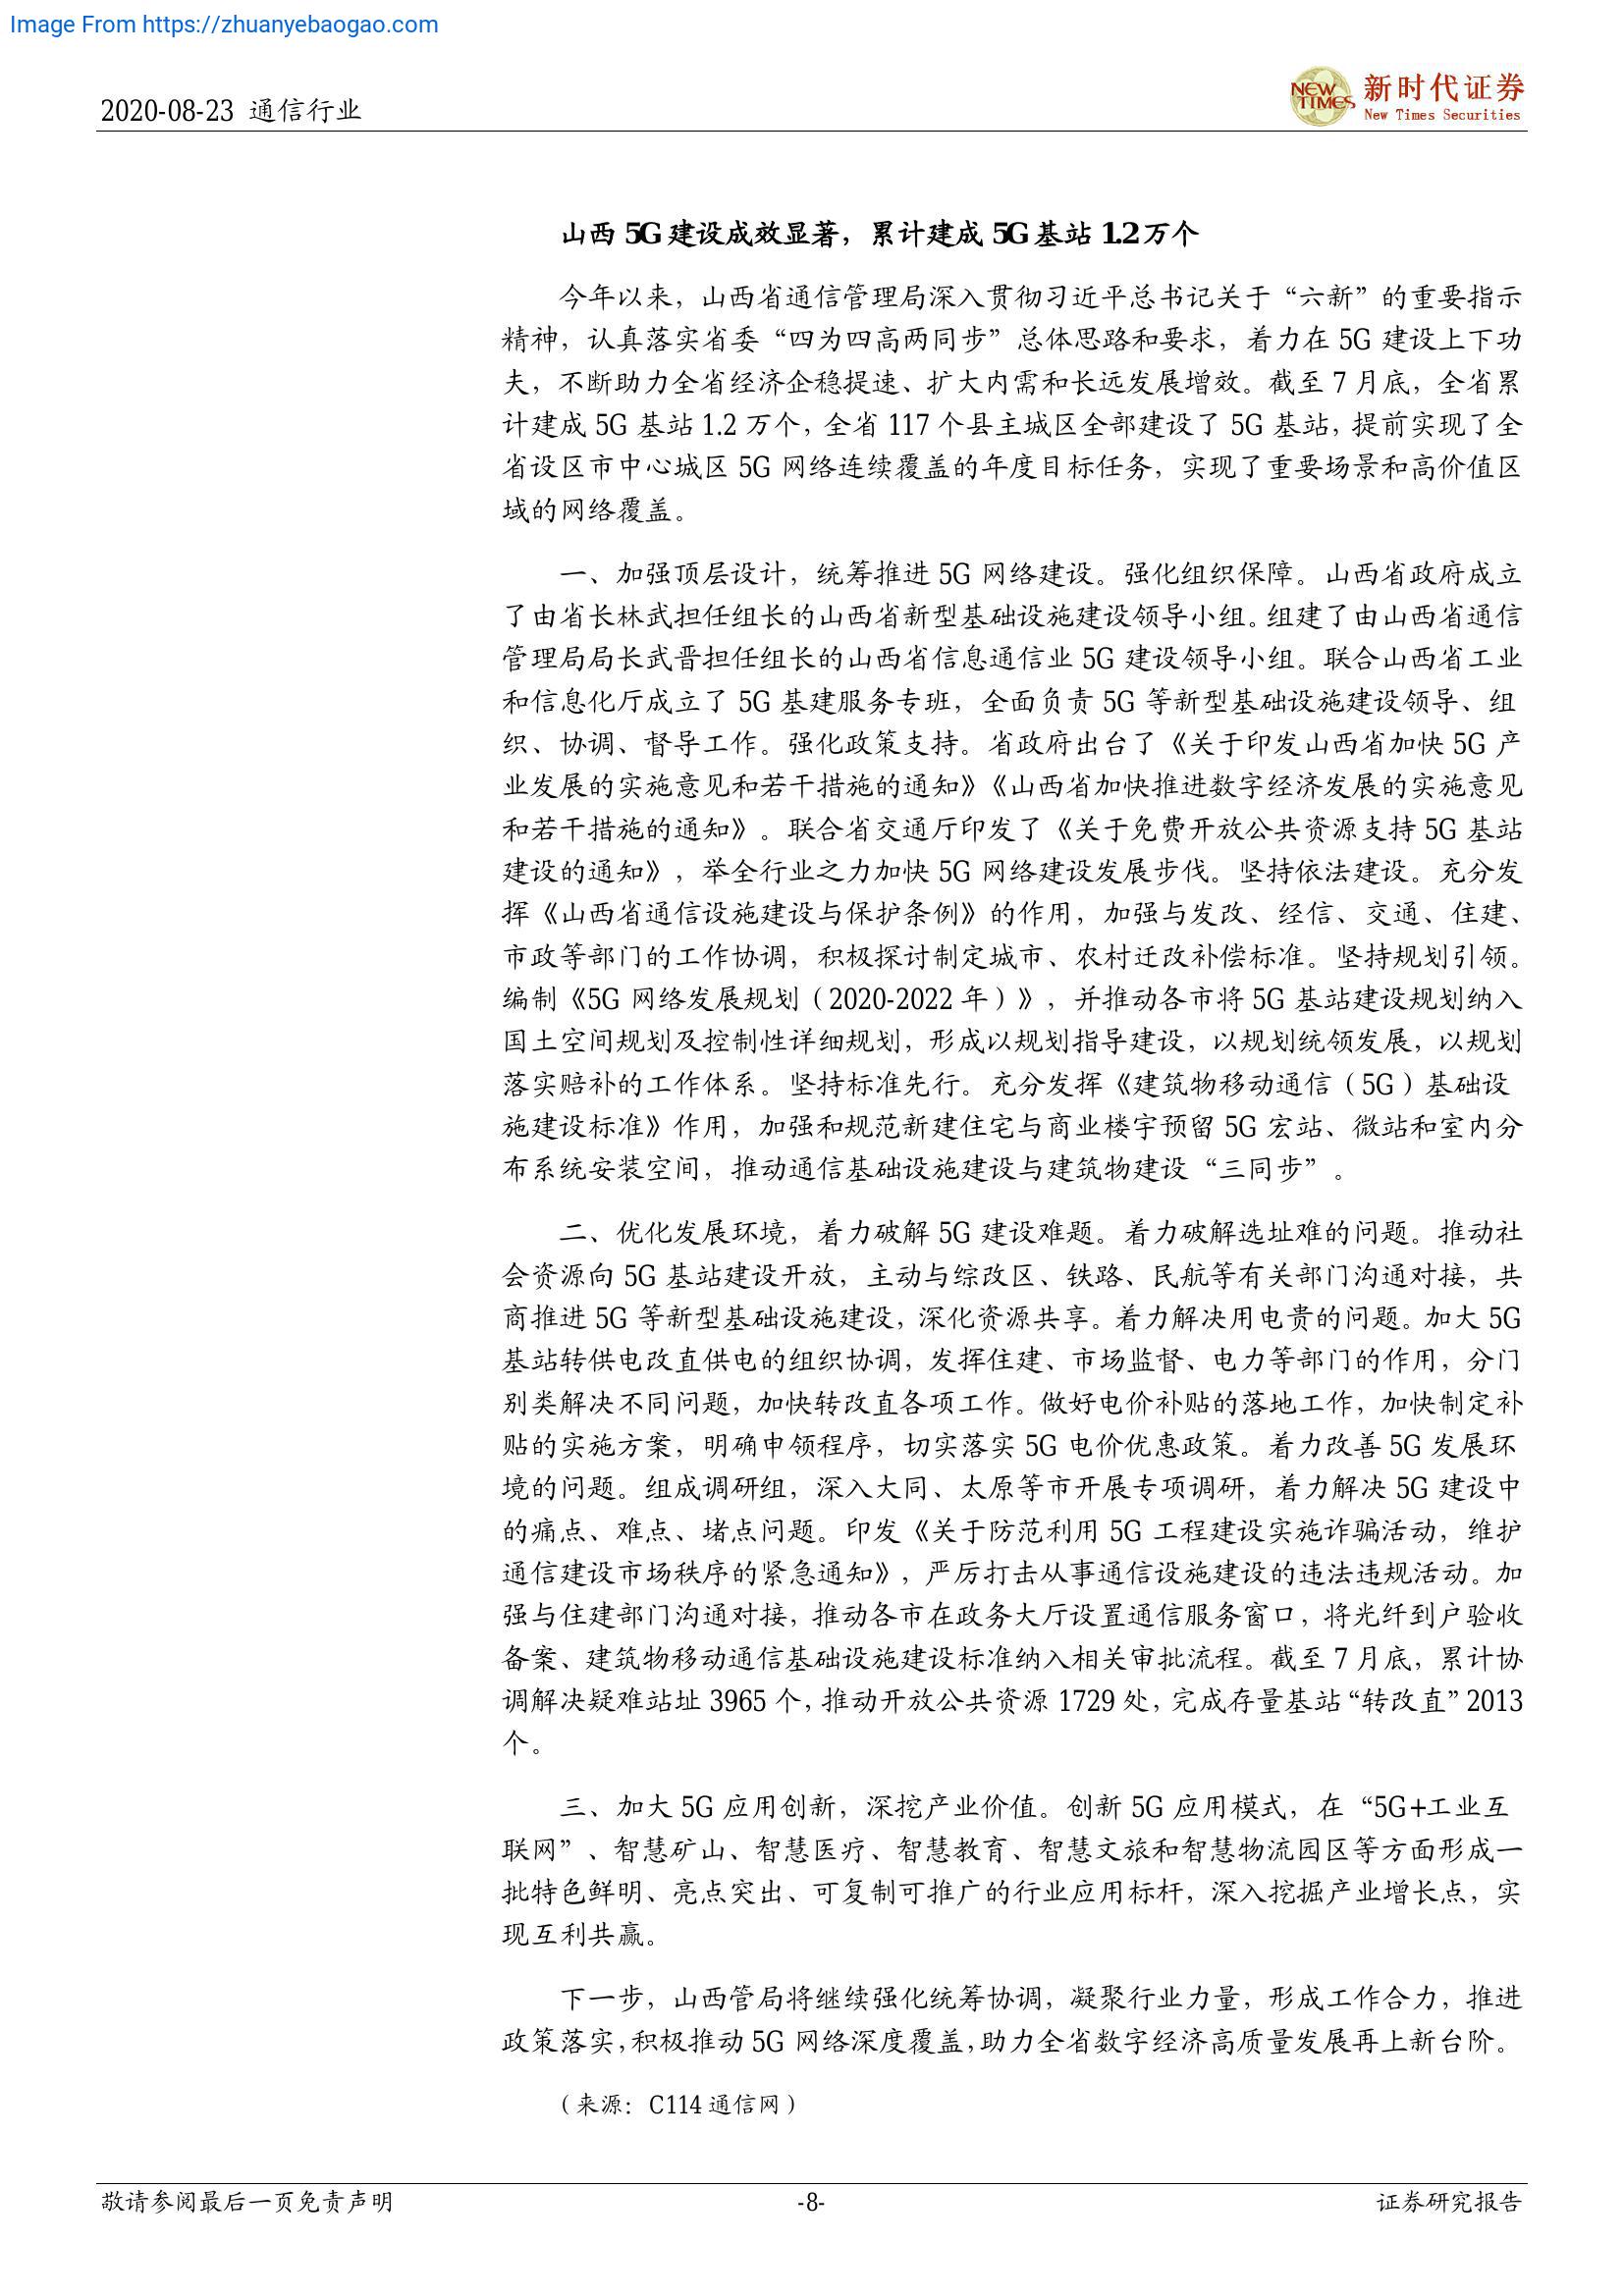 Image From https://zhuanyebaogao.com
2020-08-23 通信行业
NEW TIMES
新时代证券
New Times Securities
山西 5G 建设成效显著，累计建成 5G 基站 1.2 万个
今年以来，山西省通信管理局深入贯彻习近平总书记关于“六新”的重要指示
精神，认真落实省委“四为四高两同步”总体思路和要求，着力在 5G 建设上下功
夫，不断助力全省经济企稳提速、扩大内需和长远发展增效。截至 7 月底，全省累
计建成 5G 基站 1.2 万个，全省 117 个县主城区全部建设了 5G 基站，提前实现了全
省设区市中心城区 5G 网络连续覆盖的年度目标任务，实现了重要场景和高价值区
域的网络覆盖。
一、加强顶层设计，统筹推进 5G 网络建设。强化组织保障。山西省政府成立
了由省长林武担任组长的山西省新型基础设施建设领导小组。组建了由山西省通信
管理局局长武晋担任组长的山西省信息通信业 5G 建设领导小组。联合山西省工业
和信息化厅成立了 5G 基建服务专班，全面负责 5G 等新型基础设施建设领导、组
织、协调、督导工作。强化政策支持。省政府出台了《关于印发山西省加快 5G 产
业发展的实施意见和若干措施的通知》《山西省加快推进数字经济发展的实施意见
和若干措施的通知》。联合省交通厅印发了《关于免费开放公共资源支持 5G 基站
建设的通知》，举全行业之力加快 5G 网络建设发展步伐。坚持依法建设。充分发
挥《山西省通信设施建设与保护条例》的作用，加强与发改、经信、交通、住建、
市政等部门的工作协调，积极探讨制定城市、农村迁改补偿标准。坚持规划引领。
编制《5G 网络发展规划（2020-2022 年）》，并推动各市将 5G 基站建设规划纳入
国土空间规划及控制性详细规划，形成以规划指导建设，以规划统领发展，以规划
落实赔补的工作体系。坚持标准先行。充分发挥《建筑物移动通信（5G）基础设
施建设标准》作用，加强和规范新建住宅与商业楼宇预留 5G 宏站、微站和室内分
布系统安装空间，推动通信基础设施建设与建筑物建设“三同步”。
二、优化发展环境，着力破解 5G 建设难题。着力破解选址难的问题。推动社
会资源向 5G 基站建设开放，主动与综改区、铁路、民航等有关部门沟通对接，共
商推进 5G 等新型基础设施建设，深化资源共享。着力解决用电贵的问题。加大 5G
基站转供电改直供电的组织协调，发挥住建、市场监督、电力等部门的作用，分门
别类解决不同问题，加快转改直各项工作。做好电价补贴的落地工作，加快制定补
贴的实施方案，明确申领程序，切实落实 5G 电价优惠政策。着力改善 5G 发展环
境的问题。组成调研组，深入大同、太原等市开展专项调研，着力解决 5G 建设中
的痛点、难点、堵点问题。印发《关于防范利用 5G 工程建设实施诈骗活动，维护
通信建设市场秩序的紧急通知》，严厉打击从事通信设施建设的违法违规活动。加
强与住建部门沟通对接，推动各市在政务大厅设置通信服务窗口，将光纤到户验收
备案、建筑物移动通信基础设施建设标准纳入相关审批流程。截至 7 月底，累计协
调解决疑难站址 3965 个，推动开放公共资源 1729 处，完成存量基站“转改直”2013
个。
三、加大 5G 应用创新，深挖产业价值。创新 5G 应用模式，在“5G+工业互
联网”、智慧矿山、智慧医疗、智慧教育、智慧文旅和智慧物流园区等方面形成一
批特色鲜明、亮点突出、可复制可推广的行业应用标杆，深入挖掘产业增长点，实
现互利共赢。
下一步，山西管局将继续强化统筹协调，凝聚行业力量，形成工作合力，推进
政策落实，积极推动 5G 网络深度覆盖，助力全省数字经济高质量发展再上新台阶。
（来源：C114 通信网）
敬请参阅最后一页免责声明
-8-
证券研究报告